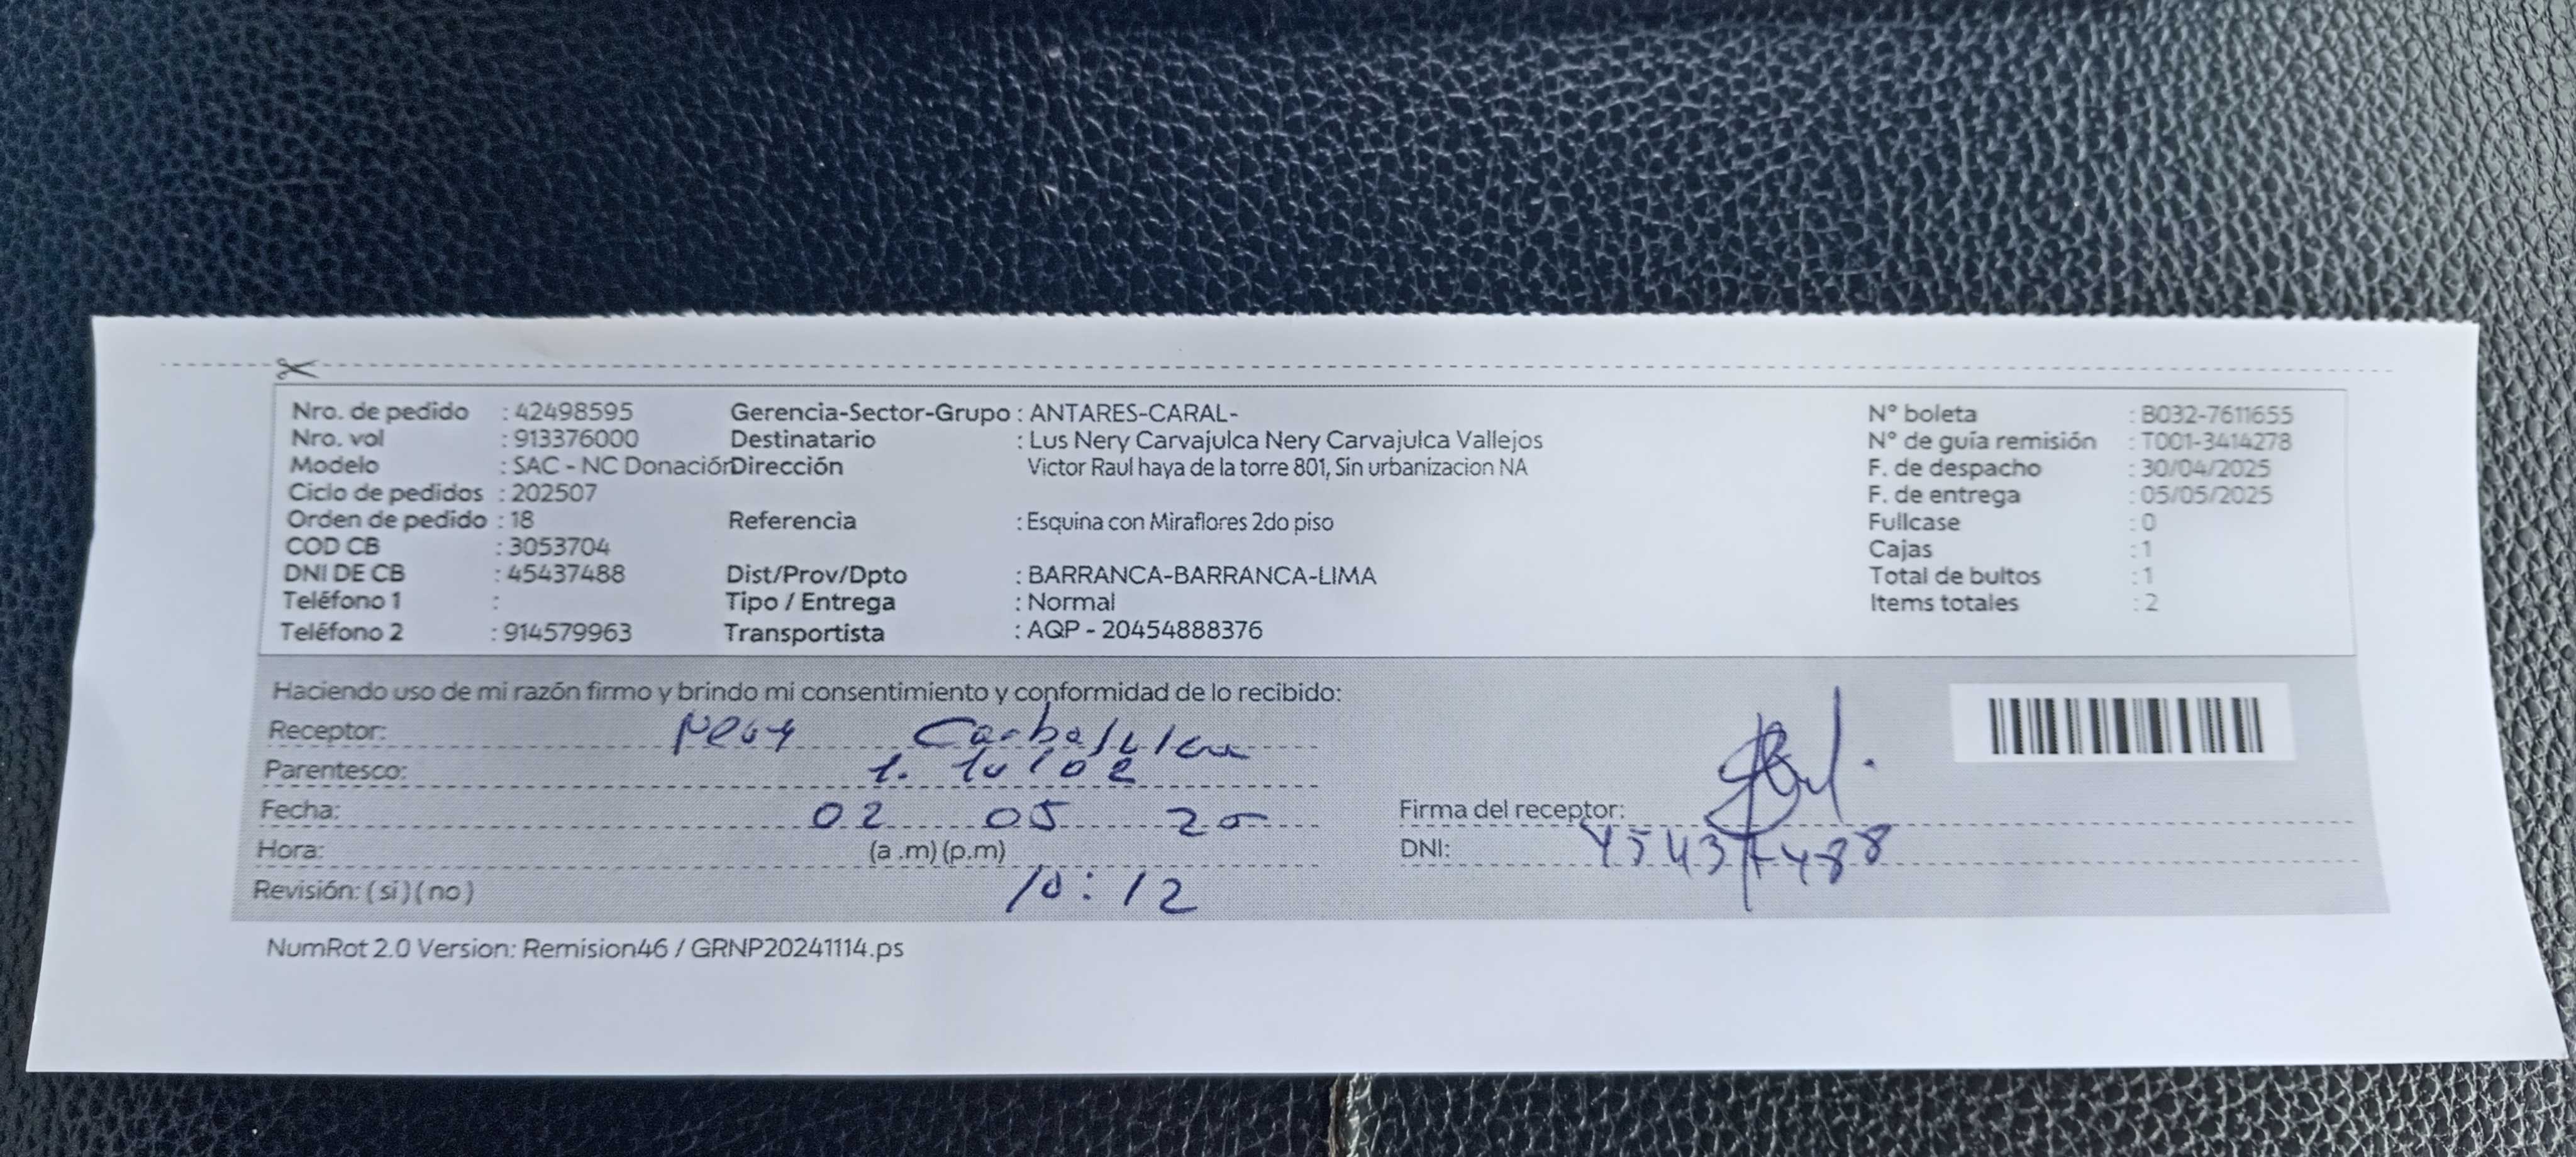 Nro. de pedido : 42498595 Gerencia-Sector-Grupo : ANTARES-CARAL- N° boleta : B032-7611655
Nro. vol : 913376000 Destinatario : Lus Nery Carvajulca Nery Carvajulca Vallejos N° de guía remisión : T001-3414278
Modelo : SAC - NC Donación Dirección Victor Raul haya de la torre 801, Sin urbanizacion NA F. de despacho : 30/04/2025
Ciclo de pedidos : 202507 F. de entrega : 05/05/2025
Orden de pedido : 18 Referencia : Esquina con Miraflores 2do piso Fullcase : 0
COD CB : 3053704 Cajas : 1
DNI DE CB : 45437488 Dist/Prov/Dpto : BARRANCA-BARRANCA-LIMA Total de bultos : 1
Teléfono 1 : Tipo / Entrega : Normal Items totales : 2
Teléfono 2 : 914579963 Transportista : AQP - 20454888376
Haciendo uso de mi razón firmo y brindo mi consentimiento y conformidad de lo recibido:
Receptor:
Parentesco:
Fecha: 02 05 Firma del receptor:
Hora: (a .m) (p.m) DNI: 45437488
Revisión: ( si ) ( no ) 10:12
NumRot 2.0 Version: Remision46 / GRNP20241114.ps